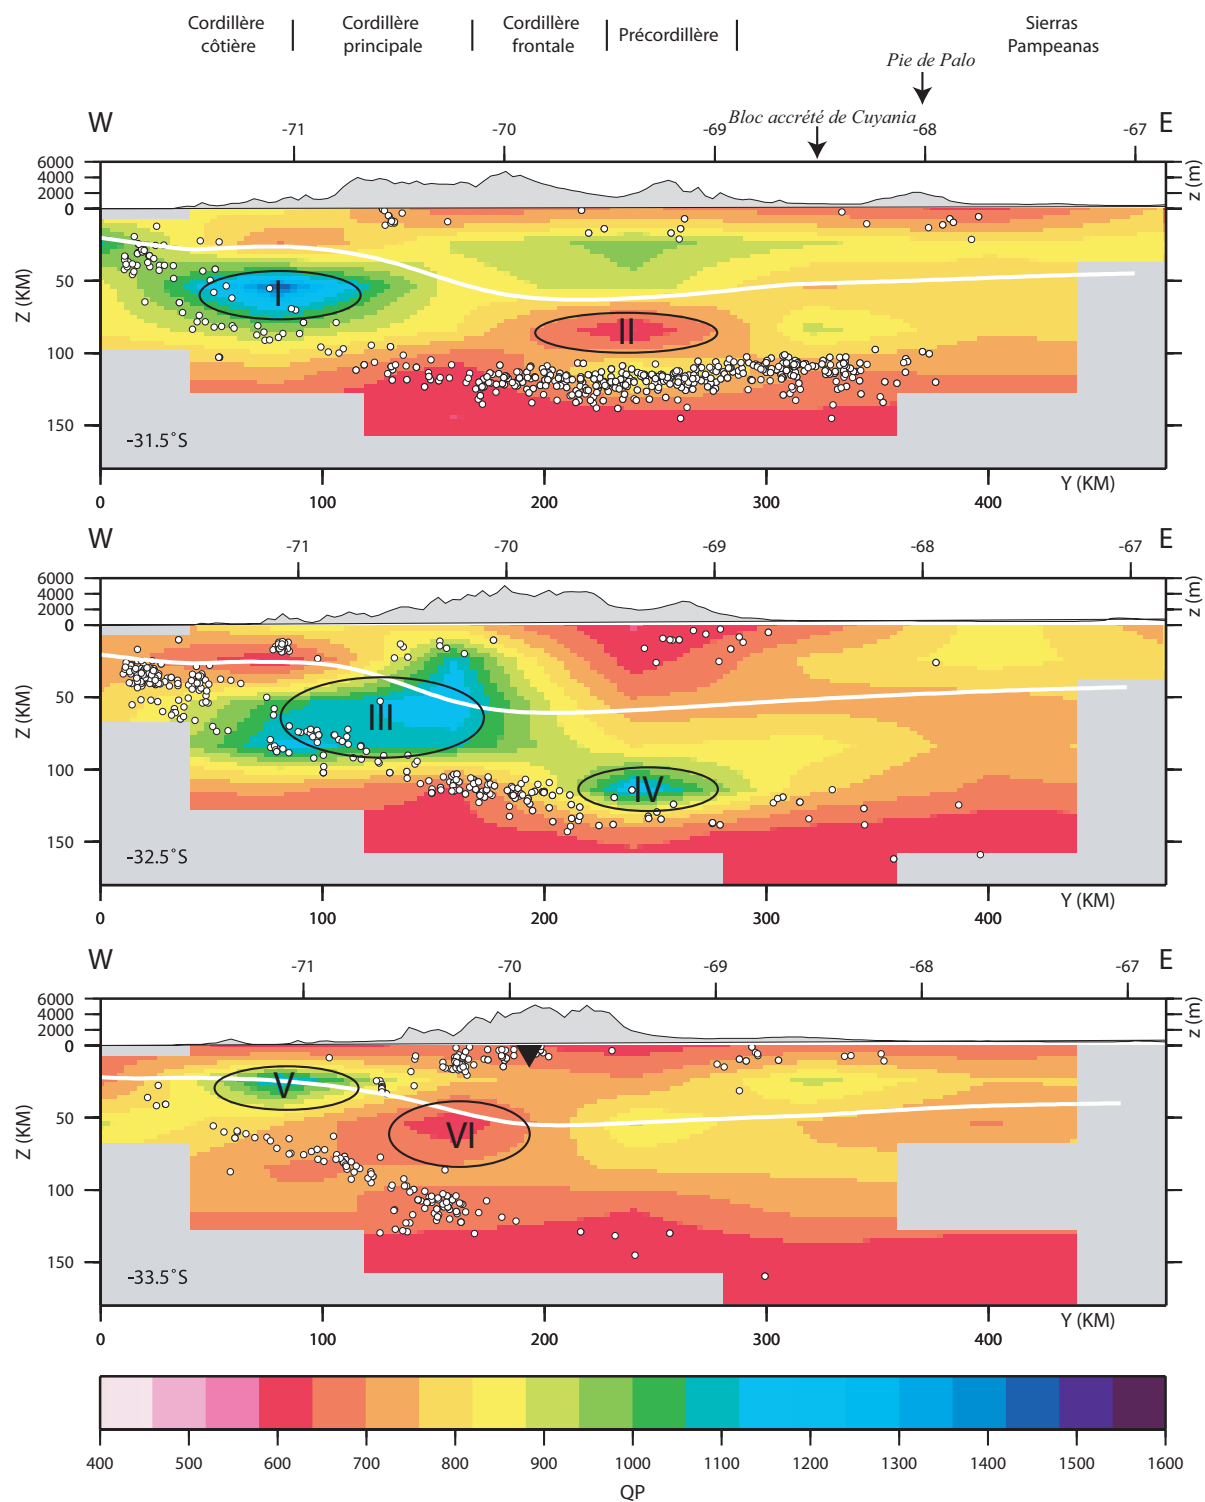 Cordillère côtière
Cordillère principale
Cordillère frontale
Précordillère
Sierras Pampeanas
Pie de Palo
Bloc accrété de Cuyania
W
-71
-70
-69
-68
-67
E
6000
4000
2000
0
z (m)
50
100
150
Z (KM)
I
II
-31.5˚S
0
100
200
300
400
Y (KM)
W
-71
-70
-69
-68
-67
E
6000
4000
2000
0
z (m)
50
100
150
Z (KM)
III
IV
-32.5˚S
0
100
200
300
400
Y (KM)
W
-71
-70
-69
-68
-67
E
6000
4000
2000
0
z (m)
50
100
150
Z (KM)
V
VI
-33.5˚S
0
100
200
300
400
Y (KM)
400
500
600
700
800
900
1000
1100
1200
1300
1400
1500
1600
QP